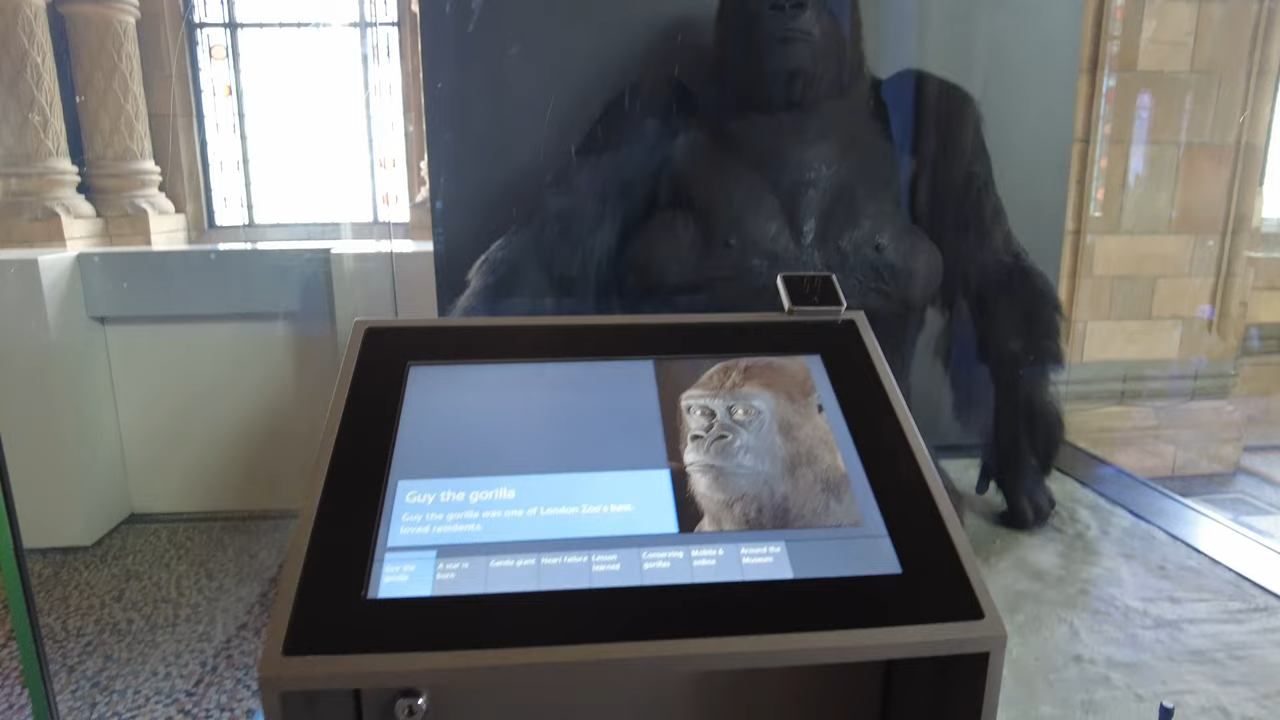 Guy the gorilla
Guy the gorilla was one of London Zoo's best-
loved residents.
Guy the
gorilla
A star is
born
Gentle giant
Heart failure
Lesson
learned
Conserving
gorillas
Mobile &
online
Around the
Museum